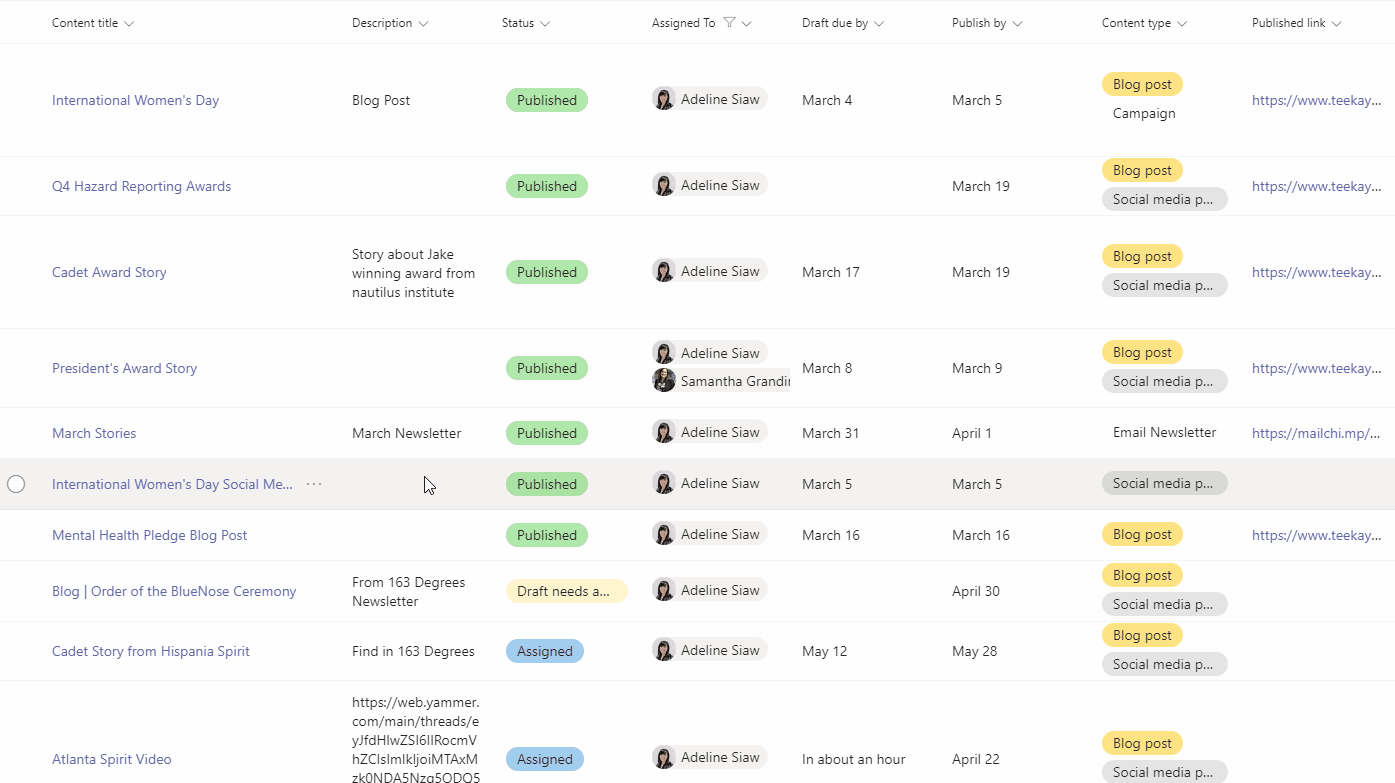 Content title Description Status Assigned To Draft due by Publish by Content type Published link
International Women's Day Blog Post Published Adeline Siaw March 4 March 5 Blog post https://www.teekay...
Campaign
Q4 Hazard Reporting Awards Published Adeline Siaw March 19 Blog post https://www.teekay...
Social media p...
Cadet Award Story Story about Jake Published Adeline Siaw March 17 March 19 Blog post https://www.teekay...
winning award from Social media p...
nautilus institute
President's Award Story Published Adeline Siaw March 8 March 9 Blog post https://www.teekay...
Samantha Grandin Social media p...
March Stories March Newsletter Published Adeline Siaw March 31 April 1 Email Newsletter https://mailchi.mp/...
International Women's Day Social Me... ··· Published Adeline Siaw March 5 March 5 Social media p...
Mental Health Pledge Blog Post Published Adeline Siaw March 16 March 16 Blog post https://www.teekay...
Blog | Order of the BlueNose Ceremony From 163 Degrees Draft needs a... Adeline Siaw April 30 Blog post
Newsletter Social media p...
Cadet Story from Hispania Spirit Find in 163 Degrees Assigned Adeline Siaw May 12 May 28 Blog post
Social media p...
https://web.yammer.
com/main/threads/e
Atlanta Spirit Video Assigned Adeline Siaw In about an hour April 22 Blog post
Social media p...